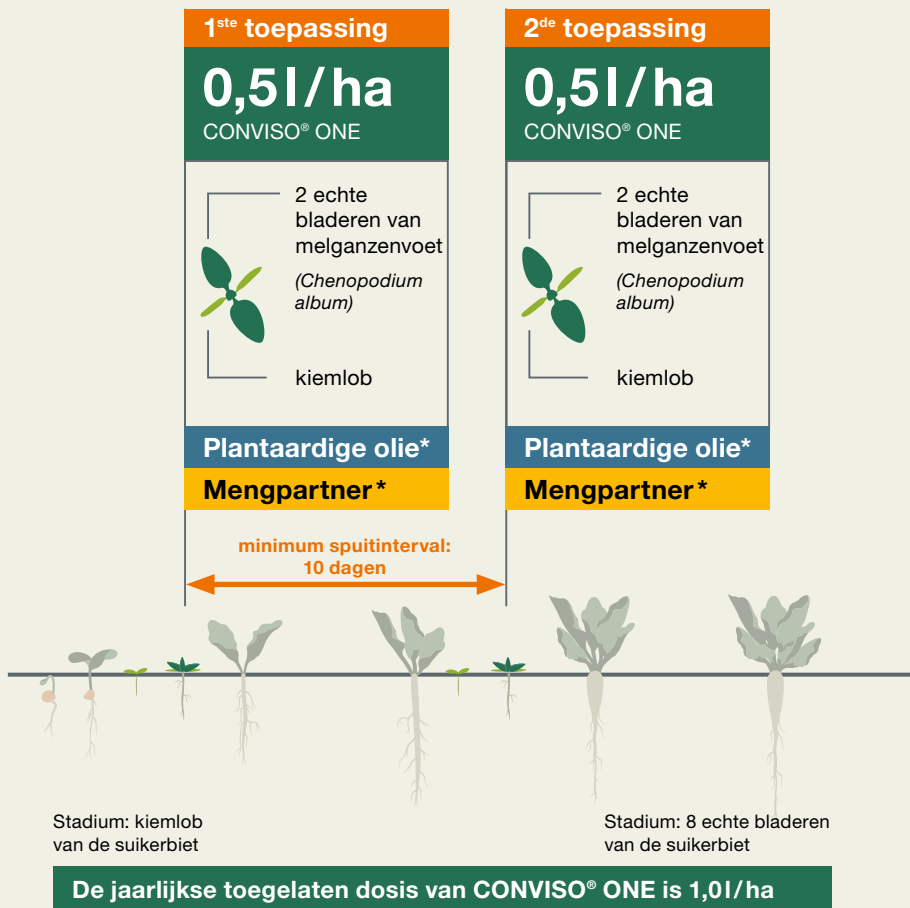 1ste toepassing
0,5 l/ha
CONVISO® ONE
2 echte
bladeren van
melganzenvoet
(Chenopodium
album)
kiemlob
Plantaardige olie*
Mengpartner*
2de toepassing
0,5 l/ha
CONVISO® ONE
2 echte
bladeren van
melganzenvoet
(Chenopodium
album)
kiemlob
Plantaardige olie*
Mengpartner*
minimum spuitinterval:
10 dagen
Stadium: kiemlob
van de suikerbiet
Stadium: 8 echte bladeren
van de suikerbiet
De jaarlijkse toegelaten dosis van CONVISO® ONE is 1,0 l/ha